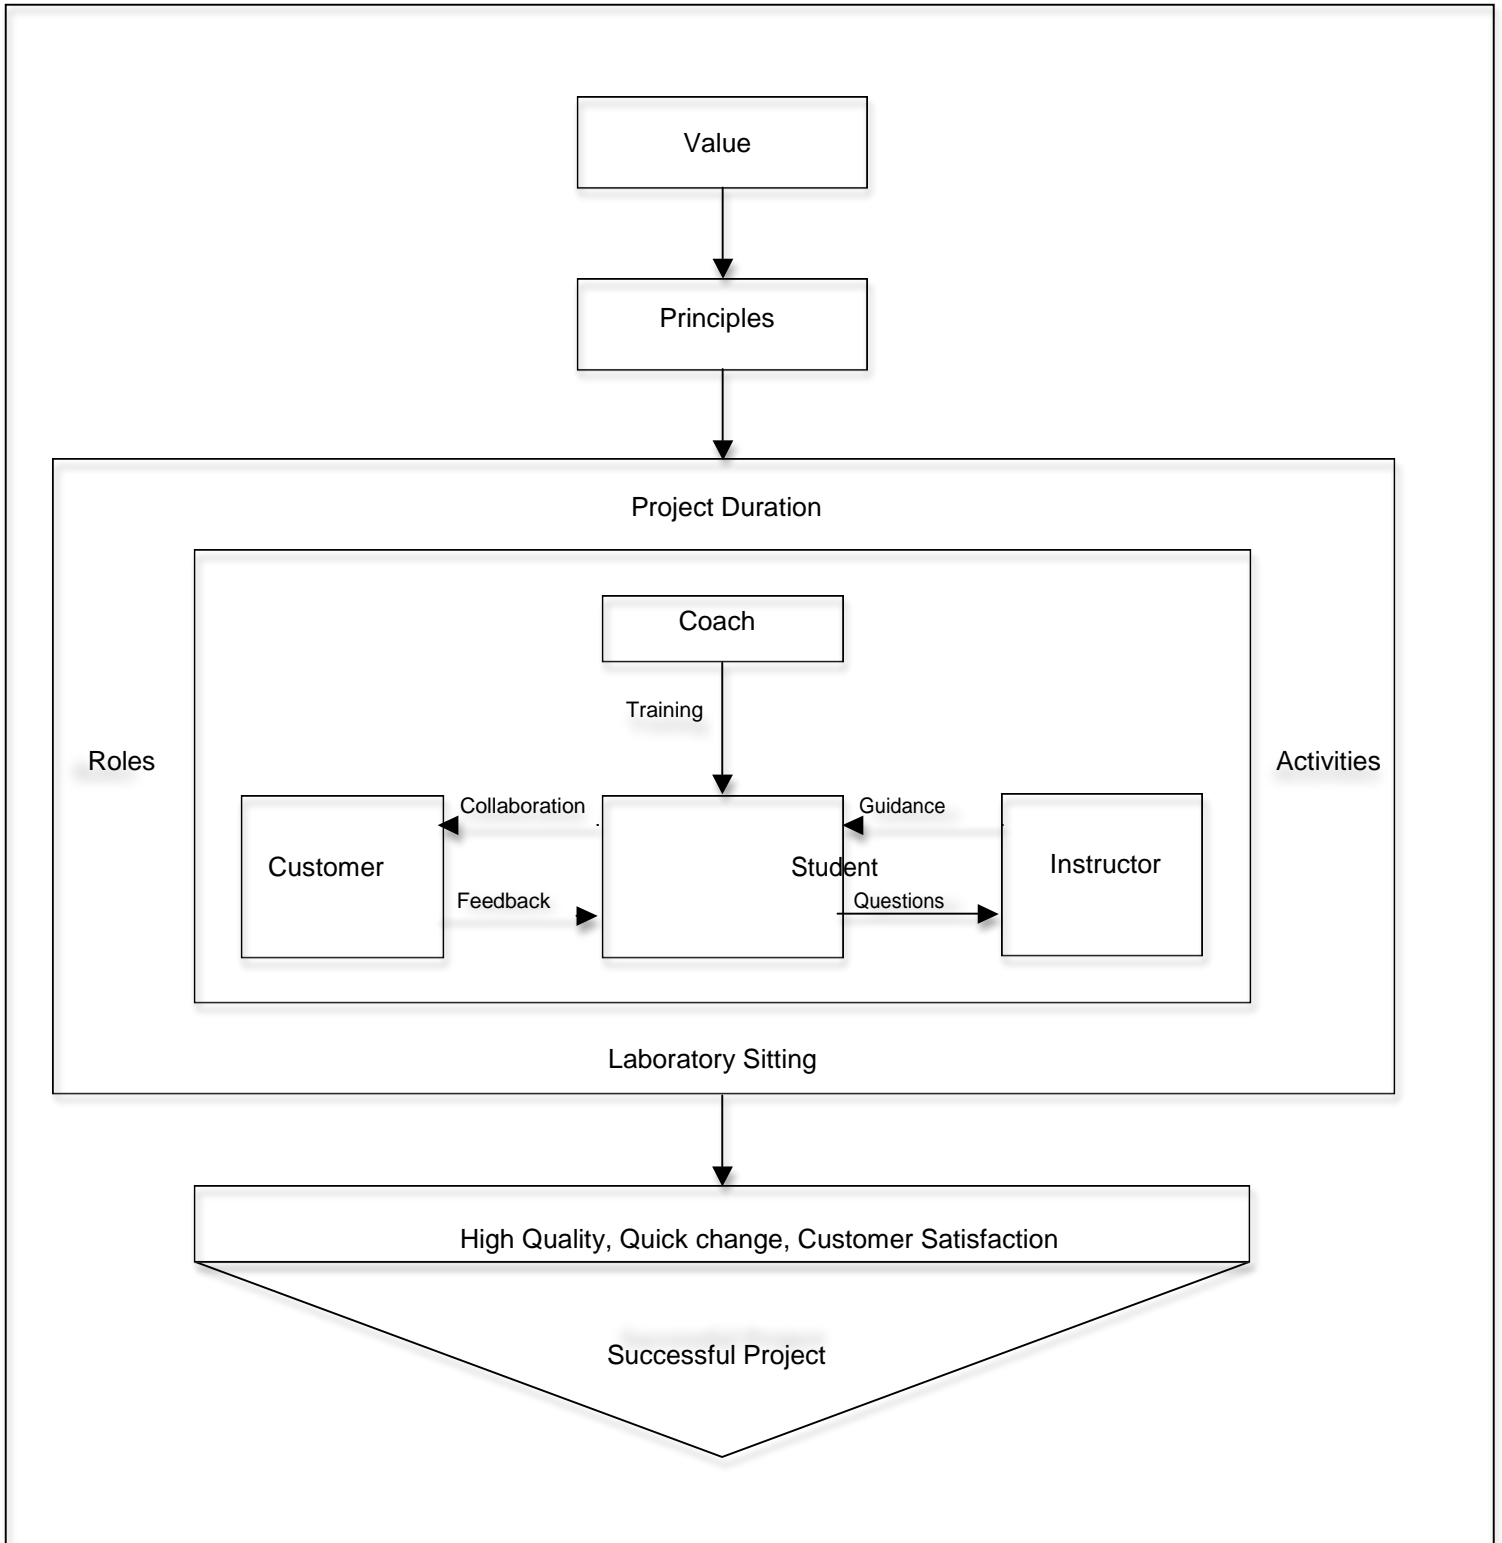 Value
Principles
Project Duration
Coach
Training
Roles
Activities
Collaboration
Guidance
Customer
Student
Instructor
Feedback
Questions
Laboratory Sitting
High Quality, Quick change, Customer Satisfaction
Successful Project